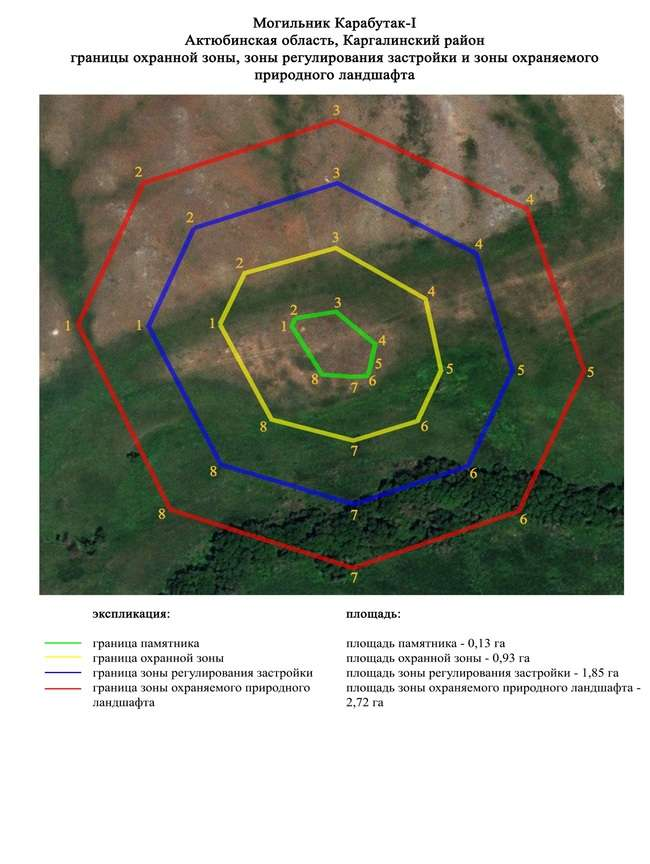 Могильник Карабутак-I
Актюбинская область, Каргалинский район
границы охранной зоны, зоны регулирования застройки и зоны охраняемого
природного ландшафта
3
2
4
3
2
4
3
2
4
2
3
1
1
1
1
4
5
5
5
5
8
7
6
8
6
7
8
6
7
8
6
7
экспликация:
площадь:
граница памятника
площадь памятника - 0,13 га
граница охранной зоны
площадь охранной зоны - 0,93 га
граница зоны регулирования застройки
площадь зоны регулирования застройки - 1,85 га
граница зоны охраняемого природного
ландшафта
площадь зоны охраняемого природного ландшафта -
2,72 га